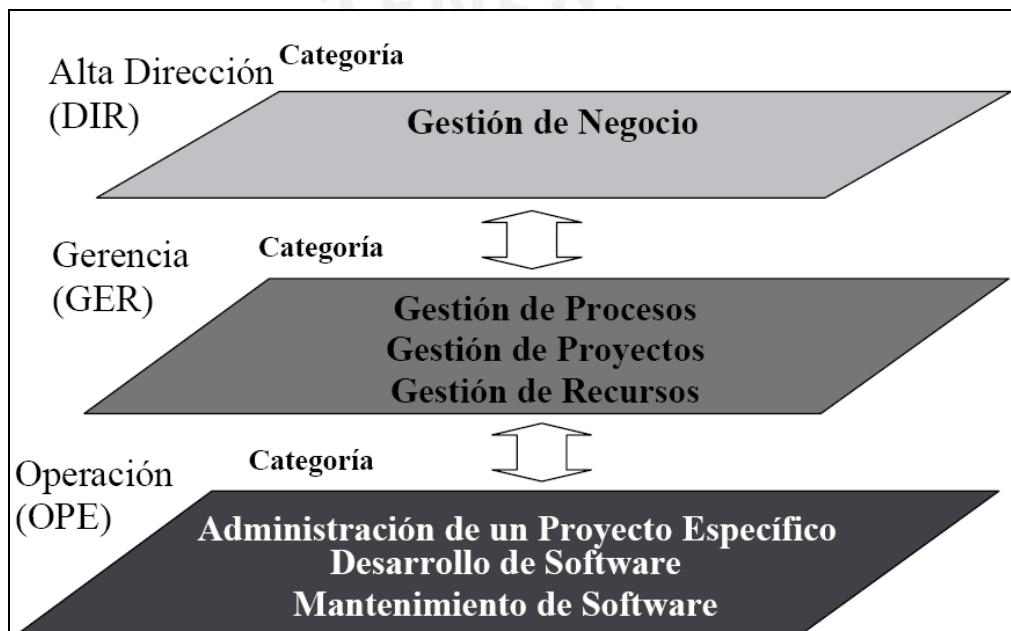 Categoría
Alta Dirección
(DIR)
Gestión de Negocio
Gerencia
(GER)
Categoría
Gestión de Procesos
Gestión de Proyectos
Gestión de Recursos
Operación
(OPE)
Categoría
Administración de un Proyecto Específico
Desarrollo de Software
Mantenimiento de Software